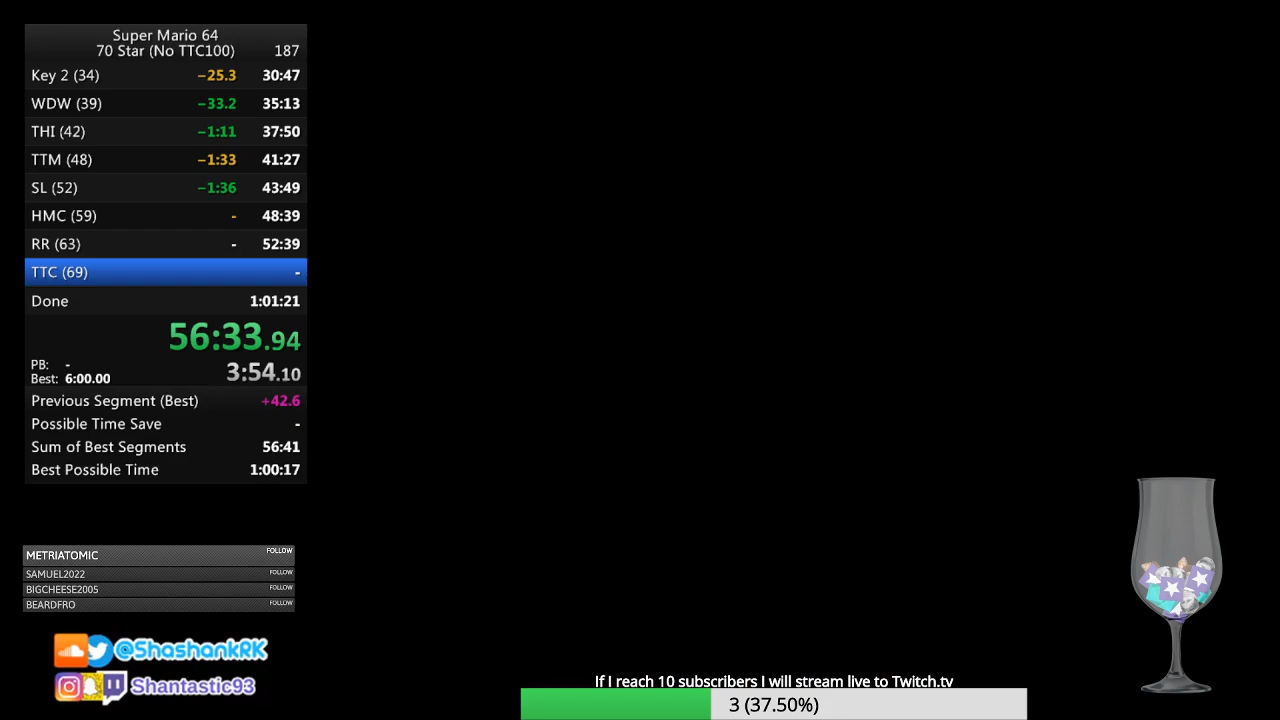 Super Mario 64
70 Star (No TTC100) 187
Key 2 (34) −25.3 30:47
WDW (39) −33.2 35:13
THI (42) −1:11 37:50
TTM (48) −1:33 41:27
SL (52) −1:36 43:49
HMC (59) - 48:39
RR (63) - 52:39
TTC (69) -
Done 1:01:21
56:33.94
PB: -
Best: 6:00.00 3:54.10
Previous Segment (Best) +42.6
Possible Time Save -
Sum of Best Segments 56:41
Best Possible Time 1:00:17
METRIATOMIC FOLLOW
SAMUEL2022 FOLLOW
BIGCHEESE2005 FOLLOW
BEARDFRO FOLLOW
@ShashankRK
Shantastic93
If I reach 10 subscribers I will stream live to Twitch.tv
3 (37.50%)